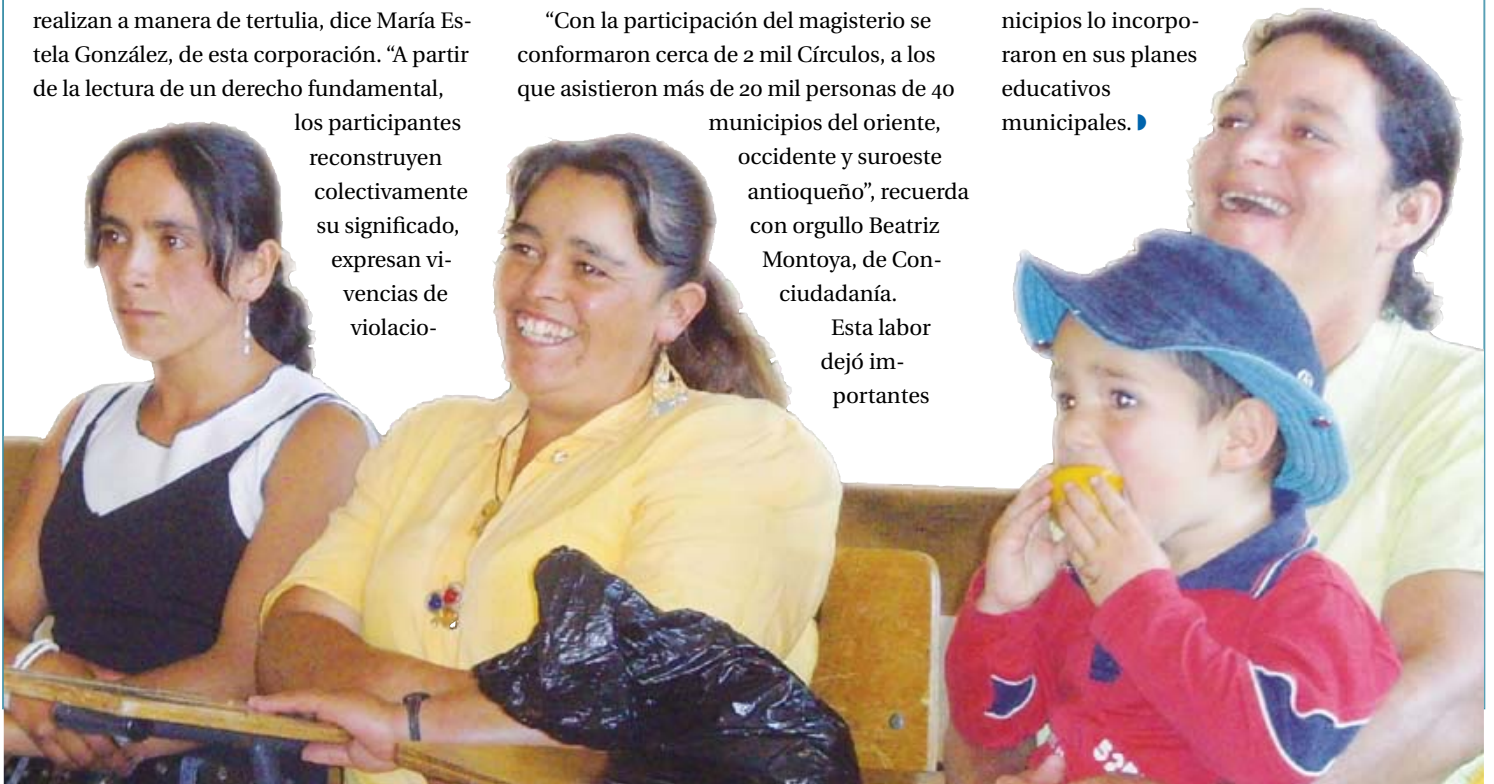 realizan a manera de tertulia, dice María Es-
tela González, de esta corporación. “A partir
de la lectura de un derecho fundamental,
los participantes
reconstruyen
colectivamente
su significado,
expresan vi-
vencias de
violacio-
“Con la participación del magisterio se
conformaron cerca de 2 mil Círculos, a los
que asistieron más de 20 mil personas de 40
municipios del oriente,
occidente y suroeste
antioqueño”, recuerda
con orgullo Beatriz
Montoya, de Con-
ciudadanía.
Esta labor
dejó im-
portantes
nicipios lo incorpo-
raron en sus planes
educativos
municipales.